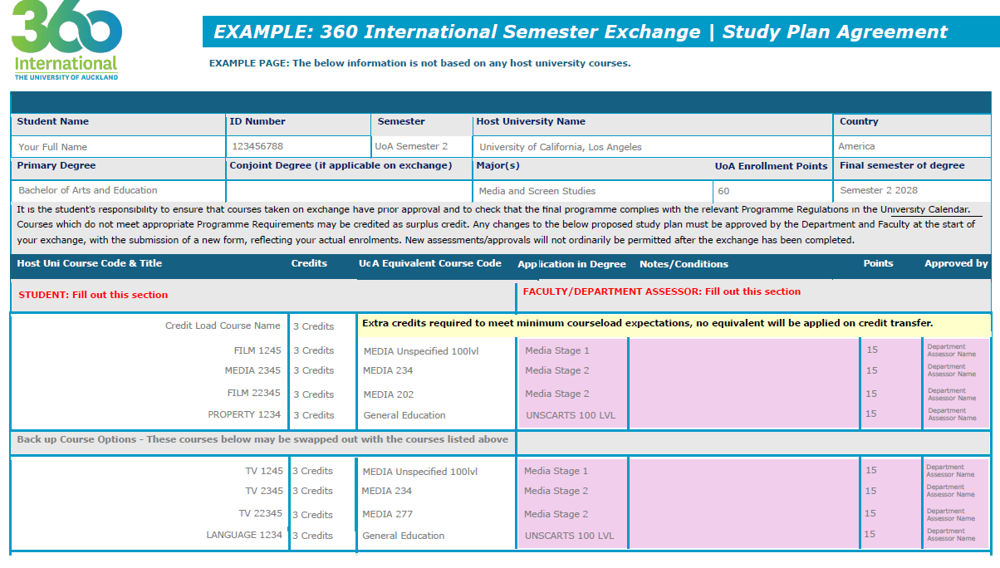 360
International
THE UNIVERSITY OF AUCKLAND
EXAMPLE: 360 International Semester Exchange | Study Plan Agreement
EXAMPLE PAGE: The below information is not based on any host university courses.
Student Name ID Number Semester Host University Name Country
Your Full Name 123456788 UoA Semester 2 University of California, Los Angeles America
Primary Degree Conjoint Degree (if applicable on exchange) Major(s) UoA Enrollment Points Final semester of degree
Bachelor of Arts and Education Media and Screen Studies 60 Semester 2 2028
It is the student's responsibility to ensure that courses taken on exchange have prior approval and to check that the final programme complies with the relevant Programme Regulations in the University Calendar.
Courses which do not meet appropriate Programme Requirements may be credited as surplus credit. Any changes to the below proposed study plan must be approved by the Department and Faculty at the start of
your exchange, with the submission of a new form, reflecting your actual enrolments. New assessments/approvals will not ordinarily be permitted after the exchange has been completed.
Host Uni Course Code & Title Credits UoA Equivalent Course Code Application in Degree Notes/Conditions Points Approved by
STUDENT: Fill out this section FACULTY/DEPARTMENT ASSESSOR: Fill out this section
Credit Load Course Name 3 Credits Extra credits required to meet minimum courseload expectations, no equivalent will be applied on credit transfer.
FILM 1245 3 Credits MEDIA Unspecified 100lvl Media Stage 1 15 Department Assessor Name
MEDIA 2345 3 Credits MEDIA 234 Media Stage 2 15 Department Assessor Name
FILM 22345 3 Credits MEDIA 202 Media Stage 2 15 Department Assessor Name
PROPERTY 1234 3 Credits General Education UNSCARTS 100 LVL 15 Department Assessor Name
Back up Course Options - These courses below may be swapped out with the courses listed above
TV 1245 3 Credits MEDIA Unspecified 100lvl Media Stage 1 15 Department Assessor Name
TV 2345 3 Credits MEDIA 234 Media Stage 2 15 Department Assessor Name
TV 22345 3 Credits MEDIA 277 Media Stage 2 15 Department Assessor Name
LANGUAGE 1234 3 Credits General Education UNSCARTS 100 LVL 15 Department Assessor Name